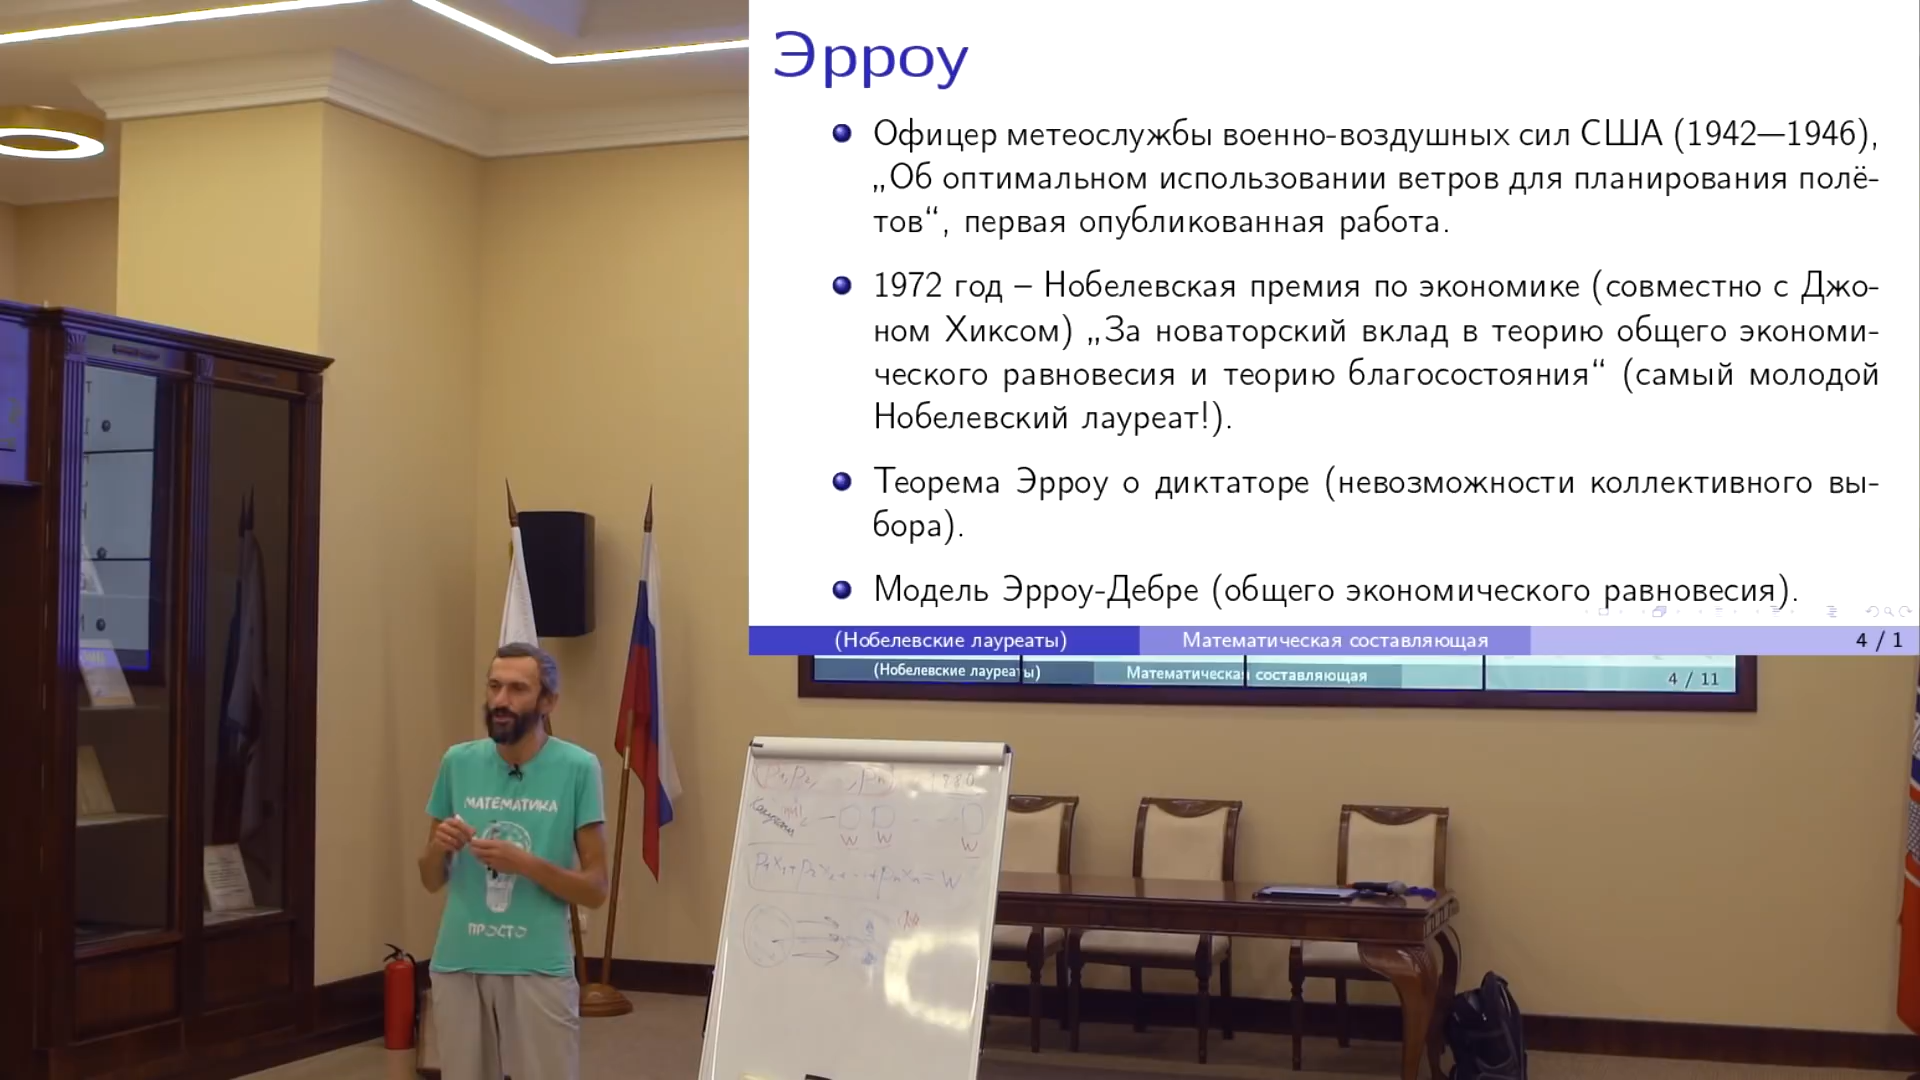 Эрроу
Офицер метеослужбы военно-воздушных сил США (1942—1946),
„Об оптимальном использовании ветров для планирования полё-
тов“, первая опубликованная работа.
1972 год – Нобелевская премия по экономике (совместно с Джо-
ном Хиксом) „За новаторский вклад в теорию общего экономи-
ческого равновесия и теорию благосостояния“ (самый молодой
Нобелевский лауреат!).
Теорема Эрроу о диктаторе (невозможности коллективного вы-
бора).
Модель Эрроу-Дебре (общего экономического равновесия).
(Нобелевские лауреаты) Математическая составляющая 4 / 1
(Нобелевские лауреаты) Математическая составляющая 4 / 11
МАТЕМАТИКА
ПРОСТО
W W W